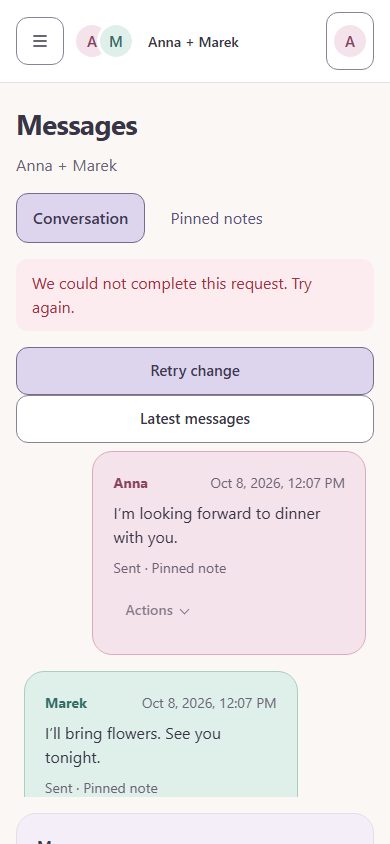 A M Anna + Marek A
Messages
Anna + Marek
Conversation Pinned notes
We could not complete this request. Try
again.
Retry change
Latest messages
Anna Oct 8, 2026, 12:07 PM
I'm looking forward to dinner
with you.
Sent · Pinned note
Actions
Marek Oct 8, 2026, 12:07 PM
I'll bring flowers. See you
tonight.
Sent · Pinned note